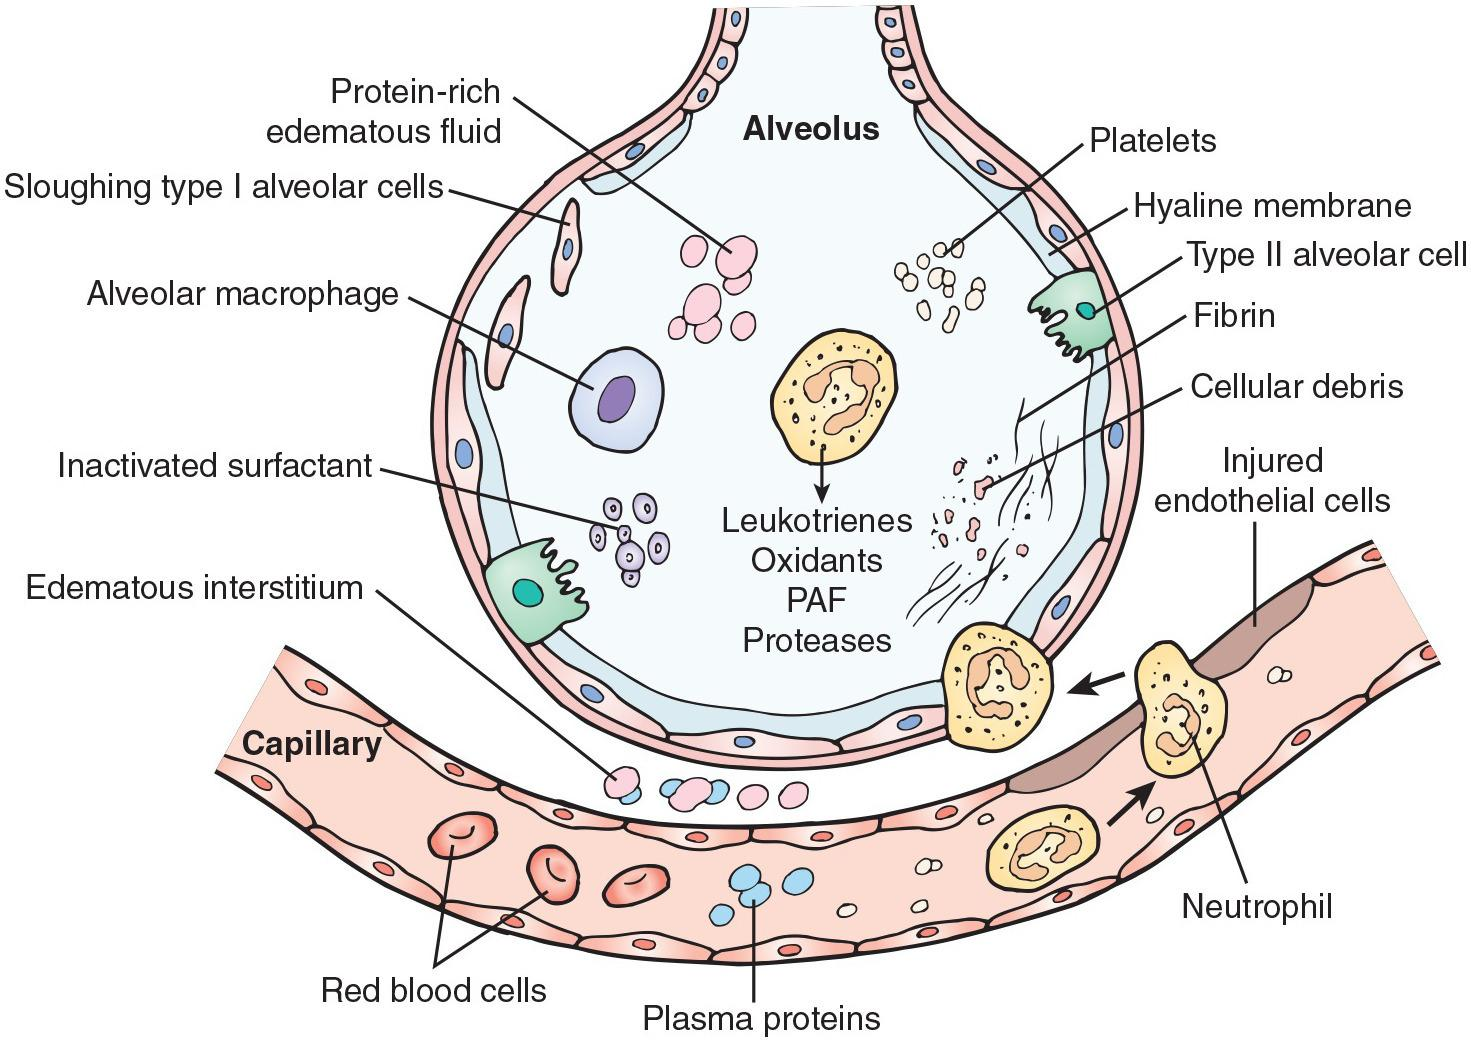 Protein-rich
edematous fluid
Alveolus
Platelets
Sloughing type I alveolar cells
Hyaline membrane
Type II alveolar cell
Alveolar macrophage
Fibrin
Cellular debris
Inactivated surfactant
Injured
endothelial cells
Leukotrienes
Oxidants
PAF
Proteases
Edematous interstitium
Capillary
Neutrophil
Red blood cells
Plasma proteins